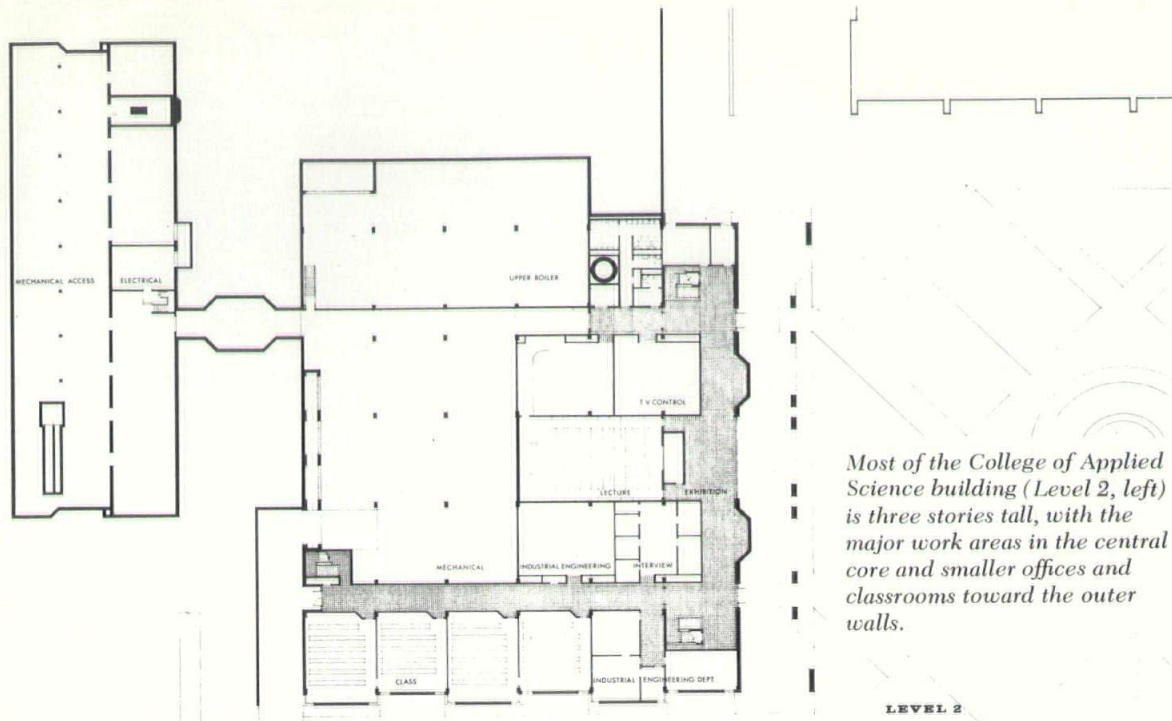 MECHANICAL ACCESS
ELECTRICAL
UPPER BOILER
T V CONTROL
LECTURE
EXHIBITION
MECHANICAL
INDUSTRIAL ENGINEERING
INTERVIEW
CLASS
INDUSTRIAL ENGINEERING DEPT
Most of the College of Applied
Science building (Level 2, left)
is three stories tall, with the
major work areas in the central
core and smaller offices and
classrooms toward the outer
walls.
LEVEL 2